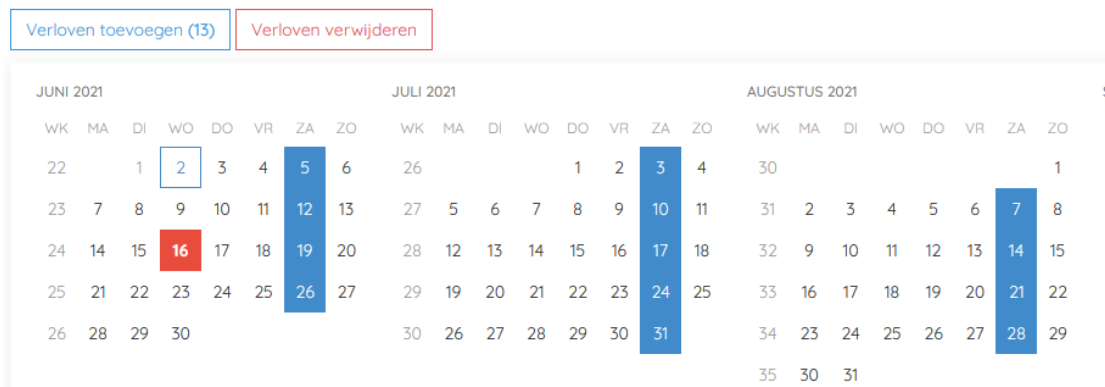 Verloven toevoegen (13) Verloven verwijderen
JUNI 2021 JULI 2021 AUGUSTUS 2021
WK MA DI WO DO VR ZA ZO WK MA DI WO DO VR ZA ZO WK MA DI WO DO VR ZA ZO
22 1 2 3 4 5 6 26 1 2 3 4 30 1
23 7 8 9 10 11 12 13 27 5 6 7 8 9 10 11 31 2 3 4 5 6 7 8
24 14 15 16 17 18 19 20 28 12 13 14 15 16 17 18 32 9 10 11 12 13 14 15
25 21 22 23 24 25 26 27 29 19 20 21 22 23 24 25 33 16 17 18 19 20 21 22
26 28 29 30 30 26 27 28 29 30 31 34 23 24 25 26 27 28 29
35 30 31